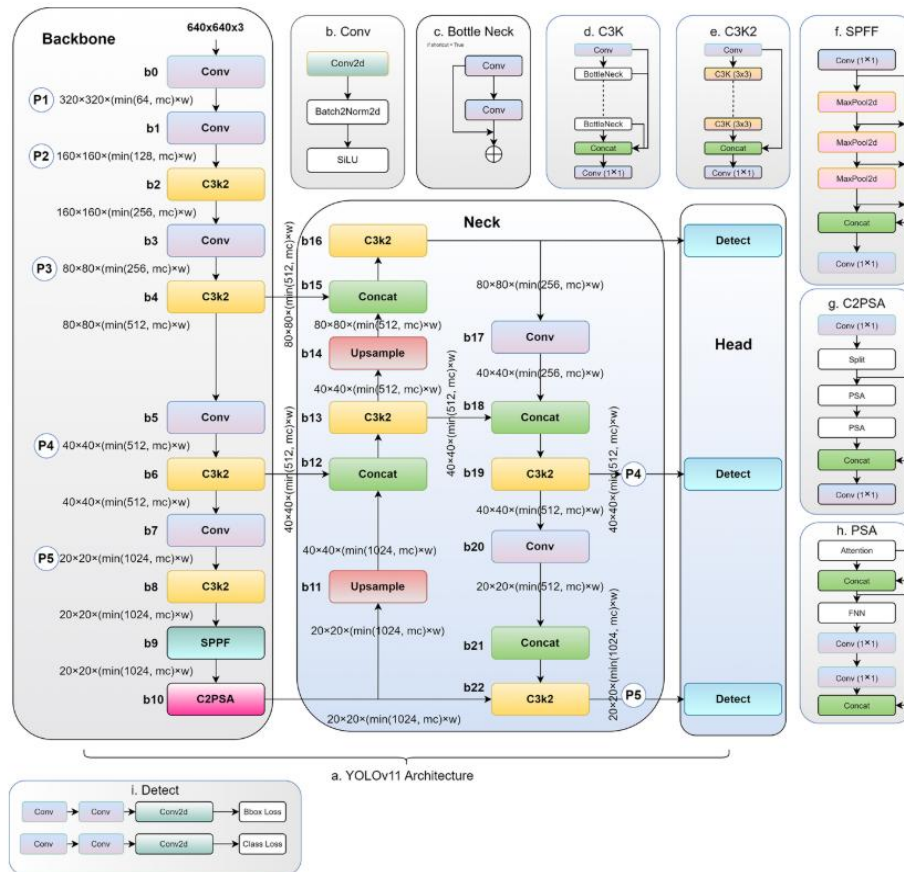 Backbone
640×640×3
b0
Conv
P1
320×320×(min(64, mc)×w)
b1
Conv
P2
160×160×(min(128, mc)×w)
b2
C3k2
160×160×(min(256, mc)×w)
b3
Conv
P3
80×80×(min(256, mc)×w)
b4
C3k2
80×80×(min(512, mc)×w)
b5
Conv
P4
40×40×(min(512, mc)×w)
b6
C3k2
40×40×(min(512, mc)×w)
b7
Conv
P5
20×20×(min(1024, mc)×w)
b8
C3k2
20×20×(min(1024, mc)×w)
b9
SPPF
20×20×(min(1024, mc)×w)
b10
C2PSA
b. Conv
Conv2d
Batch2Norm2d
SiLU
c. Bottle Neck
if shortcut = True
Conv
Conv
d. C3K
Conv
BottleNeck
BottleNeck
Concat
Conv (1×1)
e. C3K2
Conv
C3K (3x3)
C3K (3x3)
Concat
Conv (1×1)
f. SPFF
Conv (1×1)
MaxPool2d
MaxPool2d
MaxPool2d
Concat
Conv (1×1)
Neck
b16
C3k2
80×80×(min(512, mc)×w)
b15
Concat
80×80×(min(512, mc)×w)
b14
Upsample
b13
C3k2
40×40×(min(512, mc)×w)
b12
Concat
40×40×(min(1024, mc)×w)
b11
Upsample
20×20×(min(1024, mc)×w)
20×20×(min(1024, mc)×w)
80×80×(min(256, mc)×w)
b17
Conv
40×40×(min(256, mc)×w)
40×40×(min(512, mc)×w)
b18
Concat
b19
C3k2
P4
40×40×(min(512, mc)×w)
40×40×(min(512, mc)×w)
b20
Conv
20×20×(min(512, mc)×w)
b21
Concat
20×20×(min(1024, mc)×w)
b22
C3k2
P5
Head
Detect
Detect
Detect
g. C2PSA
Conv (1×1)
Split
PSA
PSA
Concat
Conv (1×1)
h. PSA
Attention
Concat
FNN
Conv (1×1)
Conv (1×1)
Concat
a. YOLOv11 Architecture
i. Detect
Conv
Conv
Conv2d
Bbox Loss
Conv
Conv
Conv2d
Class Loss